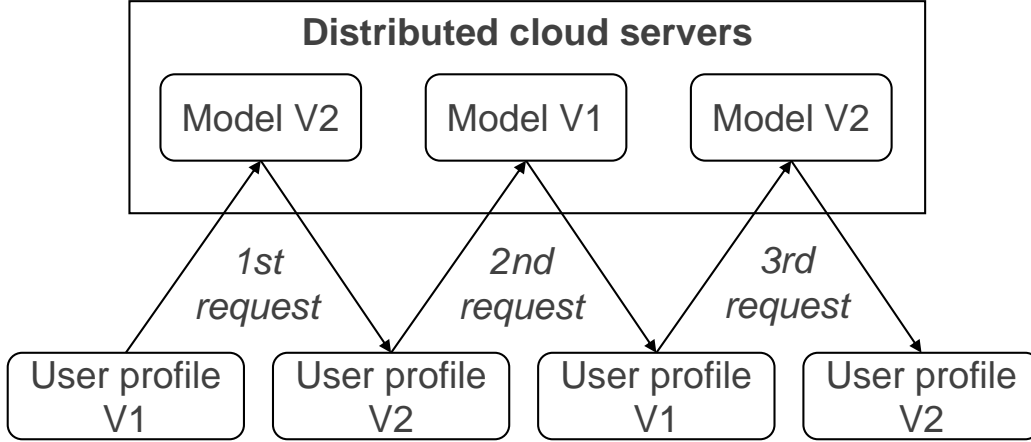 Distributed cloud servers
Model V2
Model V1
Model V2
1st
request
2nd
request
3rd
request
User profile
V1
User profile
V2
User profile
V1
User profile
V2